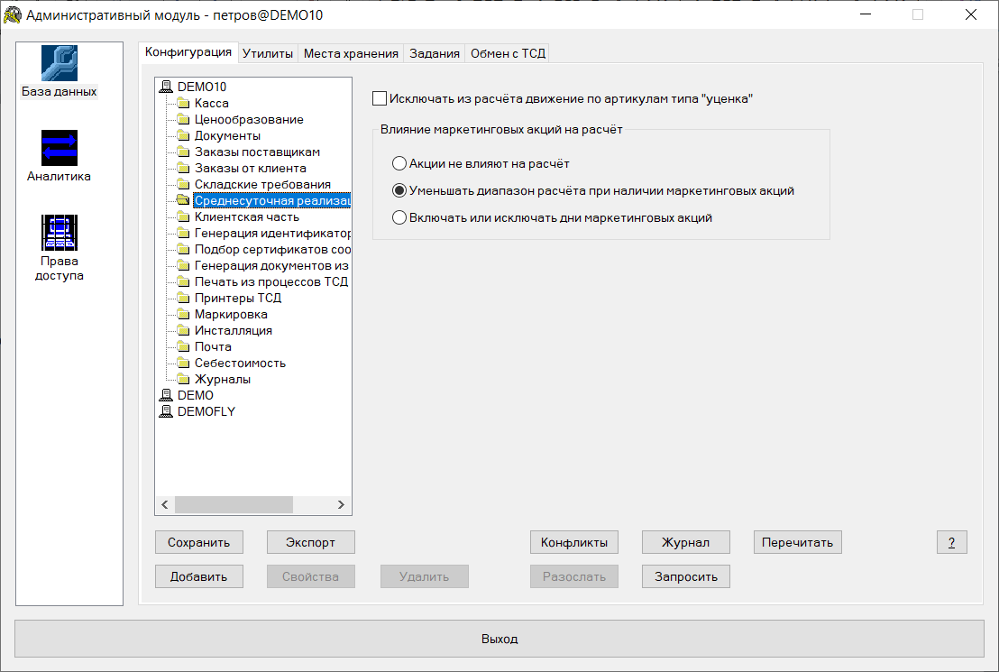 Административный модуль - петров@DEMO10
База данных
Аналитика
Права
доступа
Конфигурация
Утилиты
Места хранения
Задания
Обмен с ТСД
DEMO10
Касса
Ценообразование
Документы
Заказы поставщикам
Заказы от клиента
Складские требования
Среднесуточная реализац
Клиентская часть
Генерация идентификатор
Подбор сертификатов соо
Генерация документов из
Печать из процессов ТСД
Принтеры ТСД
Маркировка
Инсталляция
Почта
Себестоимость
Журналы
DEMO
DEMOFLY
Исключать из расчёта движение по артикулам типа "уценка"
Влияние маркетинговых акций на расчёт
Акции не влияют на расчёт
Уменьшать диапазон расчёта при наличии маркетинговых акций
Включать или исключать дни маркетинговых акций
Сохранить
Экспорт
Конфликты
Журнал
Перечитать
?
Добавить
Свойства
Удалить
Разослать
Запросить
Выход